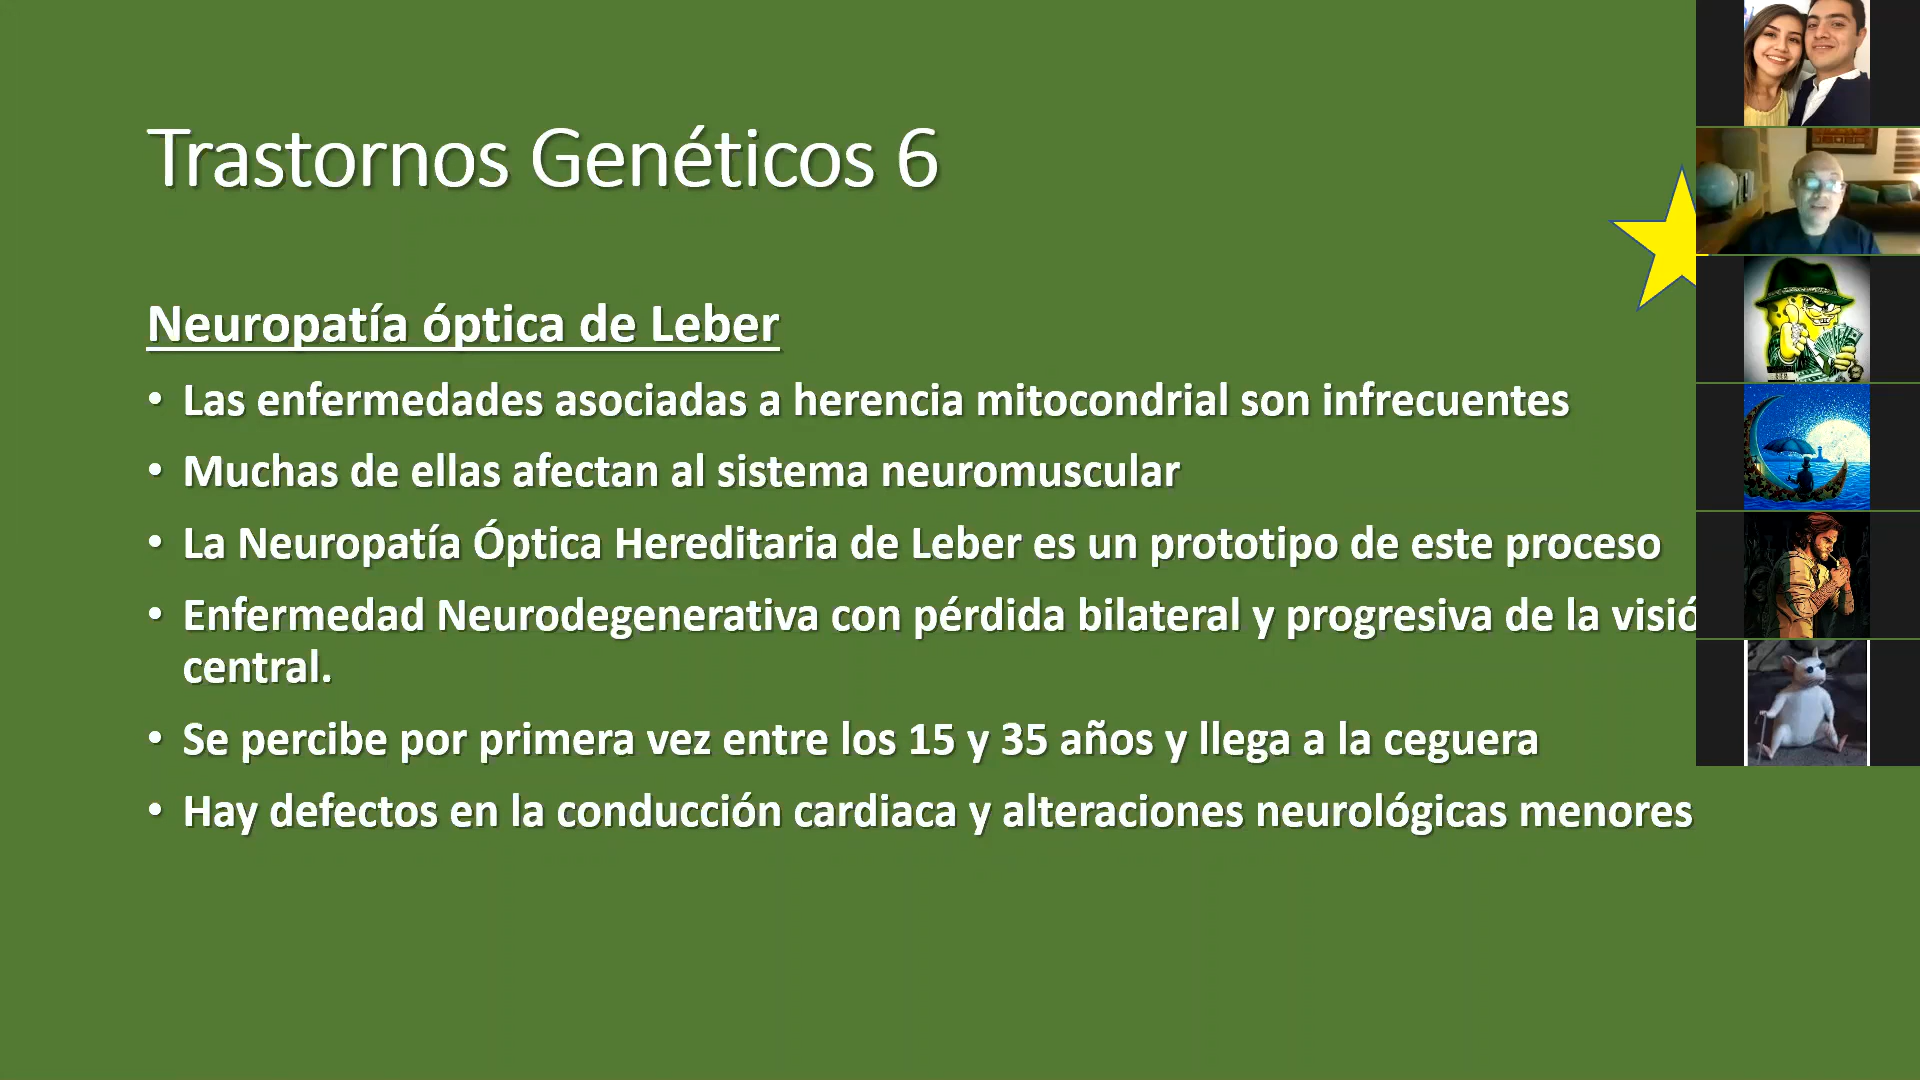 Trastornos Genéticos 6
Neuropatía óptica de Leber
• Las enfermedades asociadas a herencia mitocondrial son infrecuentes
• Muchas de ellas afectan al sistema neuromuscular
• La Neuropatía Óptica Hereditaria de Leber es un prototipo de este proceso
• Enfermedad Neurodegenerativa con pérdida bilateral y progresiva de la visió
central.
• Se percibe por primera vez entre los 15 y 35 años y llega a la ceguera
• Hay defectos en la conducción cardiaca y alteraciones neurológicas menores